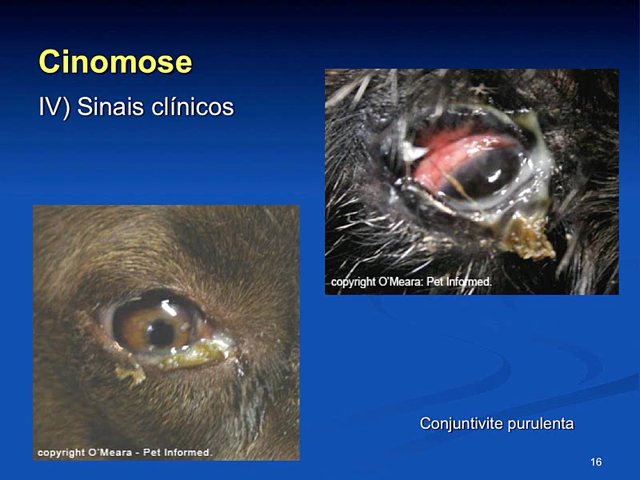 Cinomose
IV) Sinais clínicos
copyright O'Meara: Pet Informed.
copyright O'Meara - Pet Informed.
Conjuntivite purulenta
16